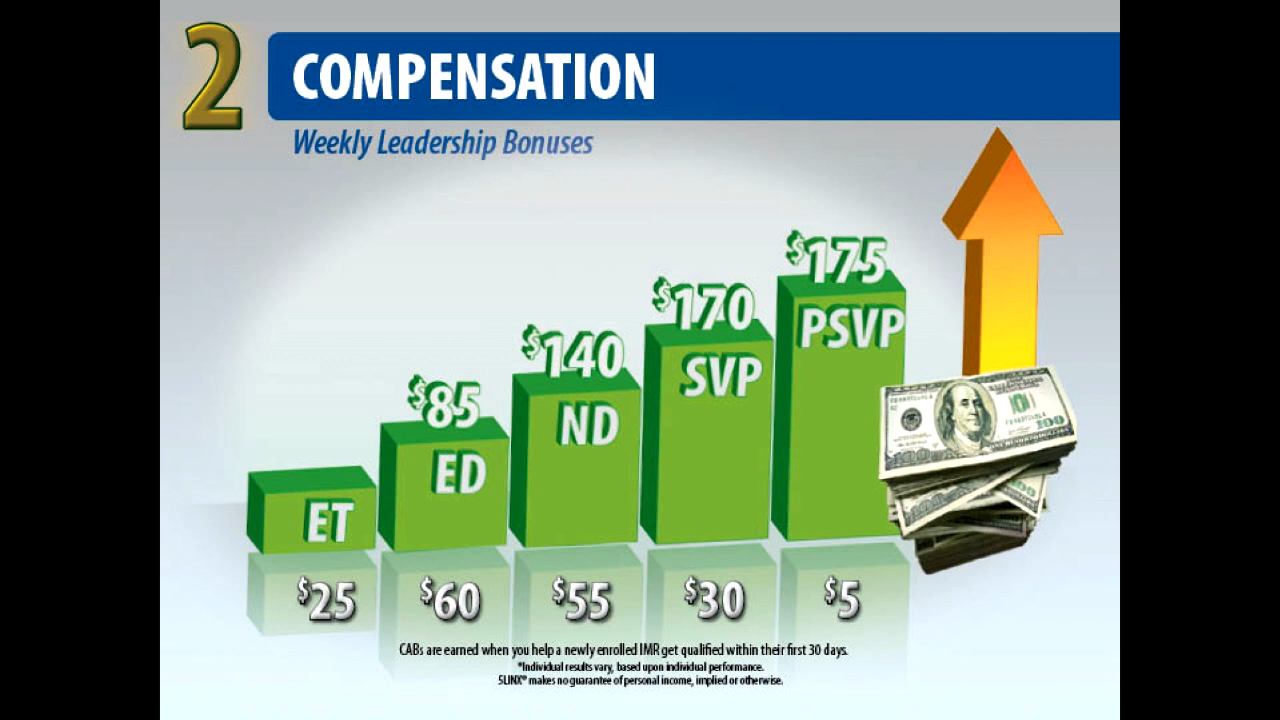 2
COMPENSATION
Weekly Leadership Bonuses
$175
$170
PSVP
$140
SVP
$85
ND
ED
ET
$25 $60 $55 $30 $5
CABs are earned when you help a newly enrolled IMR get qualified within their first 30 days.
*Individual results vary, based upon individual performance.
5LINX® makes no guarantee of personal income, implied or otherwise.
100